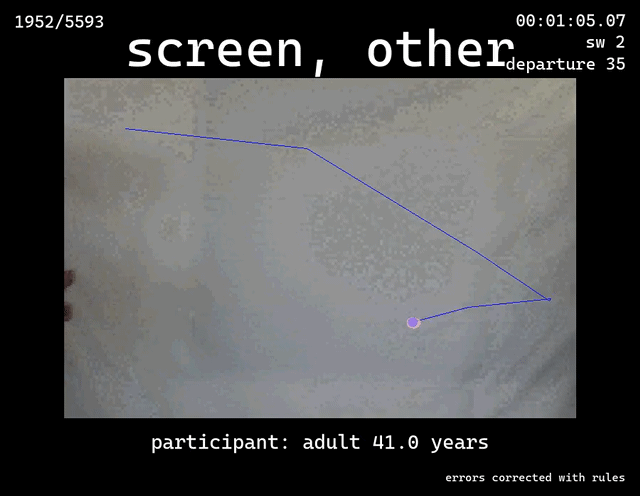 1952/5593
00:01:05.07
sw 2
screen, other
departure 35
participant: adult 41.0 years
errors corrected with rules